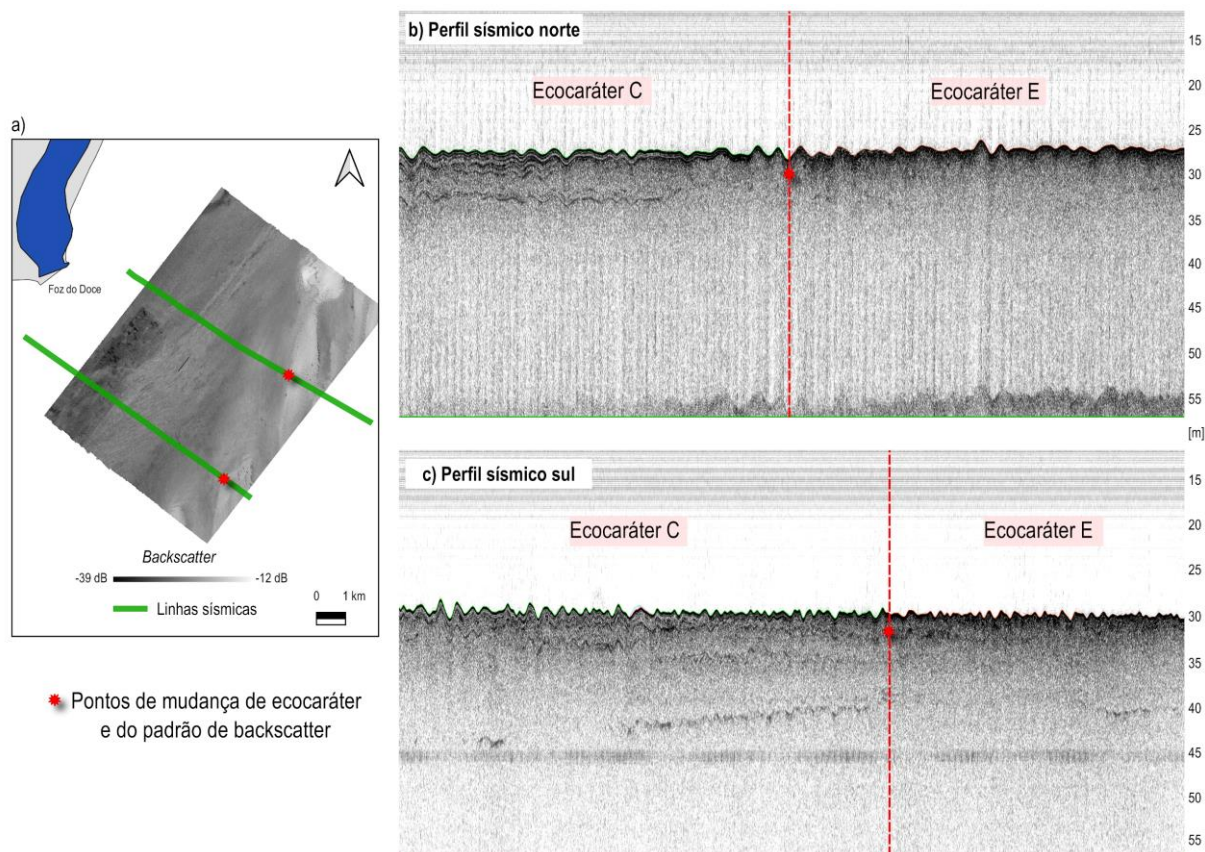 a)
Foz do Doce
Backscatter
-39 dB -12 dB
Linhas sísmicas
0 1 km
Pontos de mudança de ecocaráter
e do padrão de backscatter
b) Perfil sísmico norte
Ecocaráter C
Ecocaráter E
15
20
25
30
35
40
45
50
55
[m]
c) Perfil sísmico sul
Ecocaráter C
Ecocaráter E
15
20
25
30
35
40
45
50
55